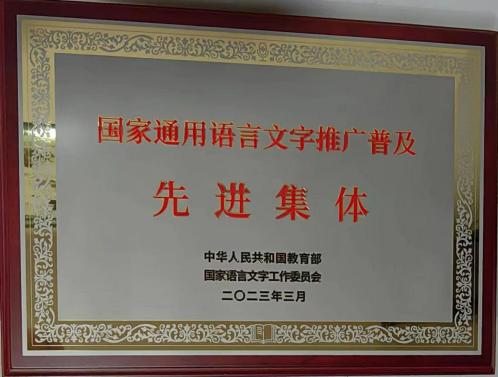 国家通用语言文字推广普及
先进集体
中华人民共和国教育部
国家语言文字工作委员会
二〇二三年三月